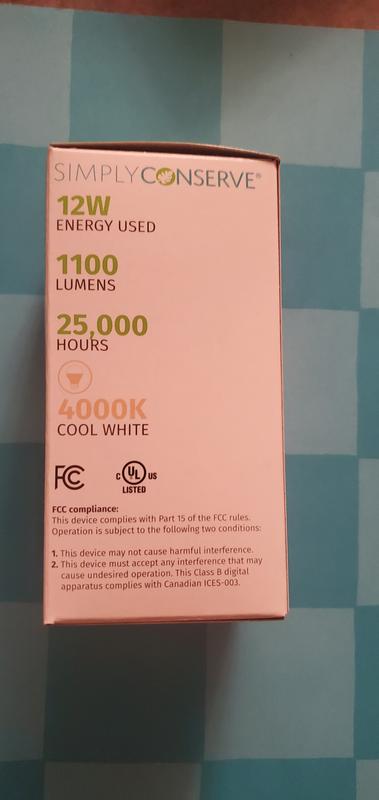 SIMPLYCONSERVE®
12W
ENERGY USED
1100
LUMENS
25,000
HOURS
4000K
COOL WHITE
FC
C UL US
LISTED
FCC compliance:
This device complies with Part 15 of the FCC rules.
Operation is subject to the following two conditions:
1. This device may not cause harmful interference.
2. This device must accept any interference that may
cause undesired operation. This Class B digital
apparatus complies with Canadian ICES-003.